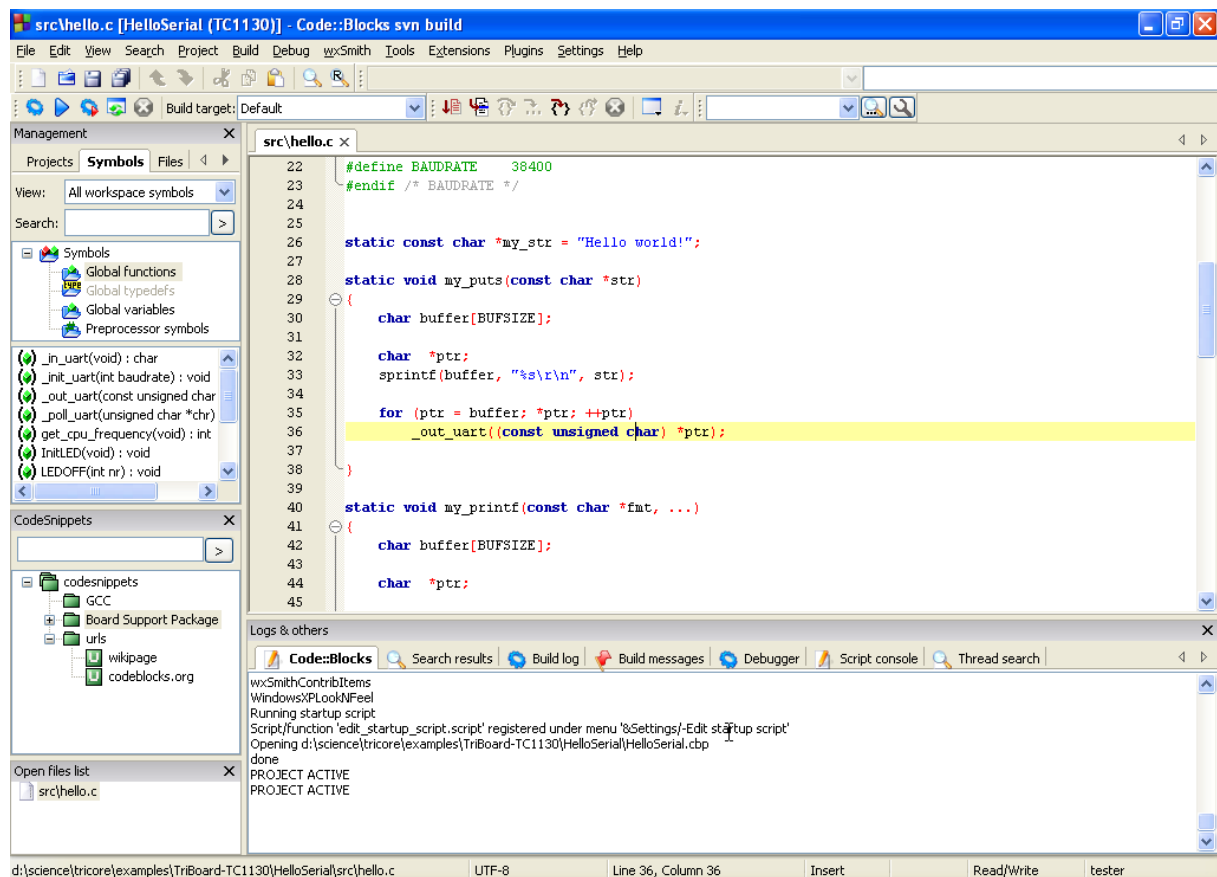 src\hello.c [HelloSerial (TC1130)] - Code::Blocks svn build
File Edit View Search Project Build Debug wxSmith Tools Extensions Plugins Settings Help
Build target: Default
Management
Projects Symbols Files
View: All workspace symbols
Search: >
Symbols
Global functions
Global typedefs
Global variables
Preprocessor symbols
_in_uart(void) : char
_init_uart(int baudrate) : void
_out_uart(const unsigned char
_poll_uart(unsigned char *chr)
get_cpu_frequency(void) : int
InitLED(void) : void
LEDOFF(int nr) : void
CodeSnippets
>
codesnippets
GCC
Board Support Package
urls
wikipage
codeblocks.org
Open files list
src\hello.c
src\hello.c
22 #define BAUDRATE    38400
23 #endif /* BAUDRATE */
24
25
26 static const char *my_str = "Hello world!";
27
28 static void my_puts(const char *str)
29 {
30     char buffer[BUFSIZE];
31
32     char  *ptr;
33     sprintf(buffer, "%s\r\n", str);
34
35     for (ptr = buffer; *ptr; ++ptr)
36         _out_uart((const unsigned char) *ptr);
37
38 }
39
40 static void my_printf(const char *fmt, ...)
41 {
42     char buffer[BUFSIZE];
43
44     char  *ptr;
45
Logs & others
Code::Blocks Search results Build log Build messages Debugger Script console Thread search
wxSmithContribItems
WindowsXPLookNFeel
Running startup script
Script/function 'edit_startup_script.script' registered under menu '&Settings/-Edit startup script'
Opening d:\science\tricore\examples\TriBoard-TC1130\HelloSerial\HelloSerial.cbp
done
PROJECT ACTIVE
PROJECT ACTIVE
d:\science\tricore\examples\TriBoard-TC1130\HelloSerial\src\hello.c UTF-8 Line 36, Column 36 Insert Read/Write tester